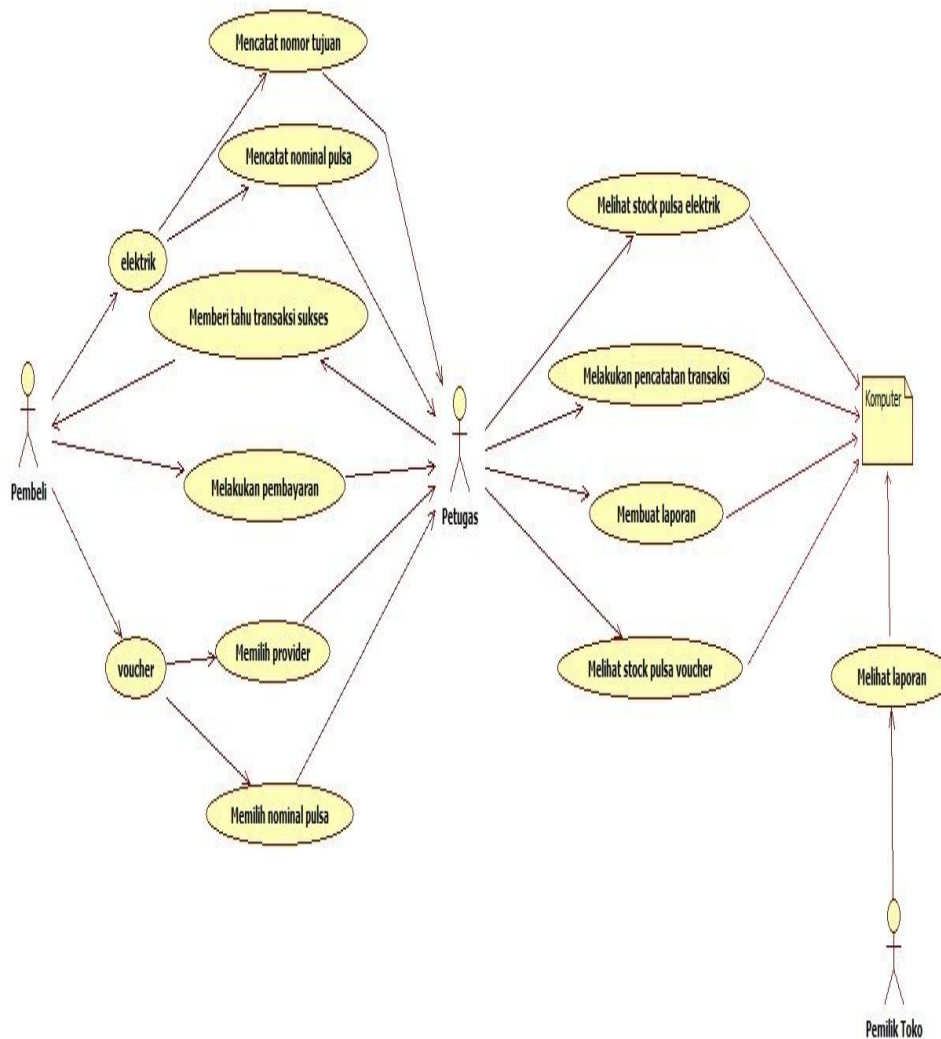 Mencatat nomor tujuan
Mencatat nominal pulsa
Melihat stock pulsa elektrik
elektrik
Memberi tahu transaksi sukses
Melakukan pencatatan transaksi
Komputer
Pembeli
Melakukan pembayaran
Petugas
Membuat laporan
voucher
Memilih provider
Melihat stock pulsa voucher
Melihat laporan
Memilih nominal pulsa
Pemilik Toko